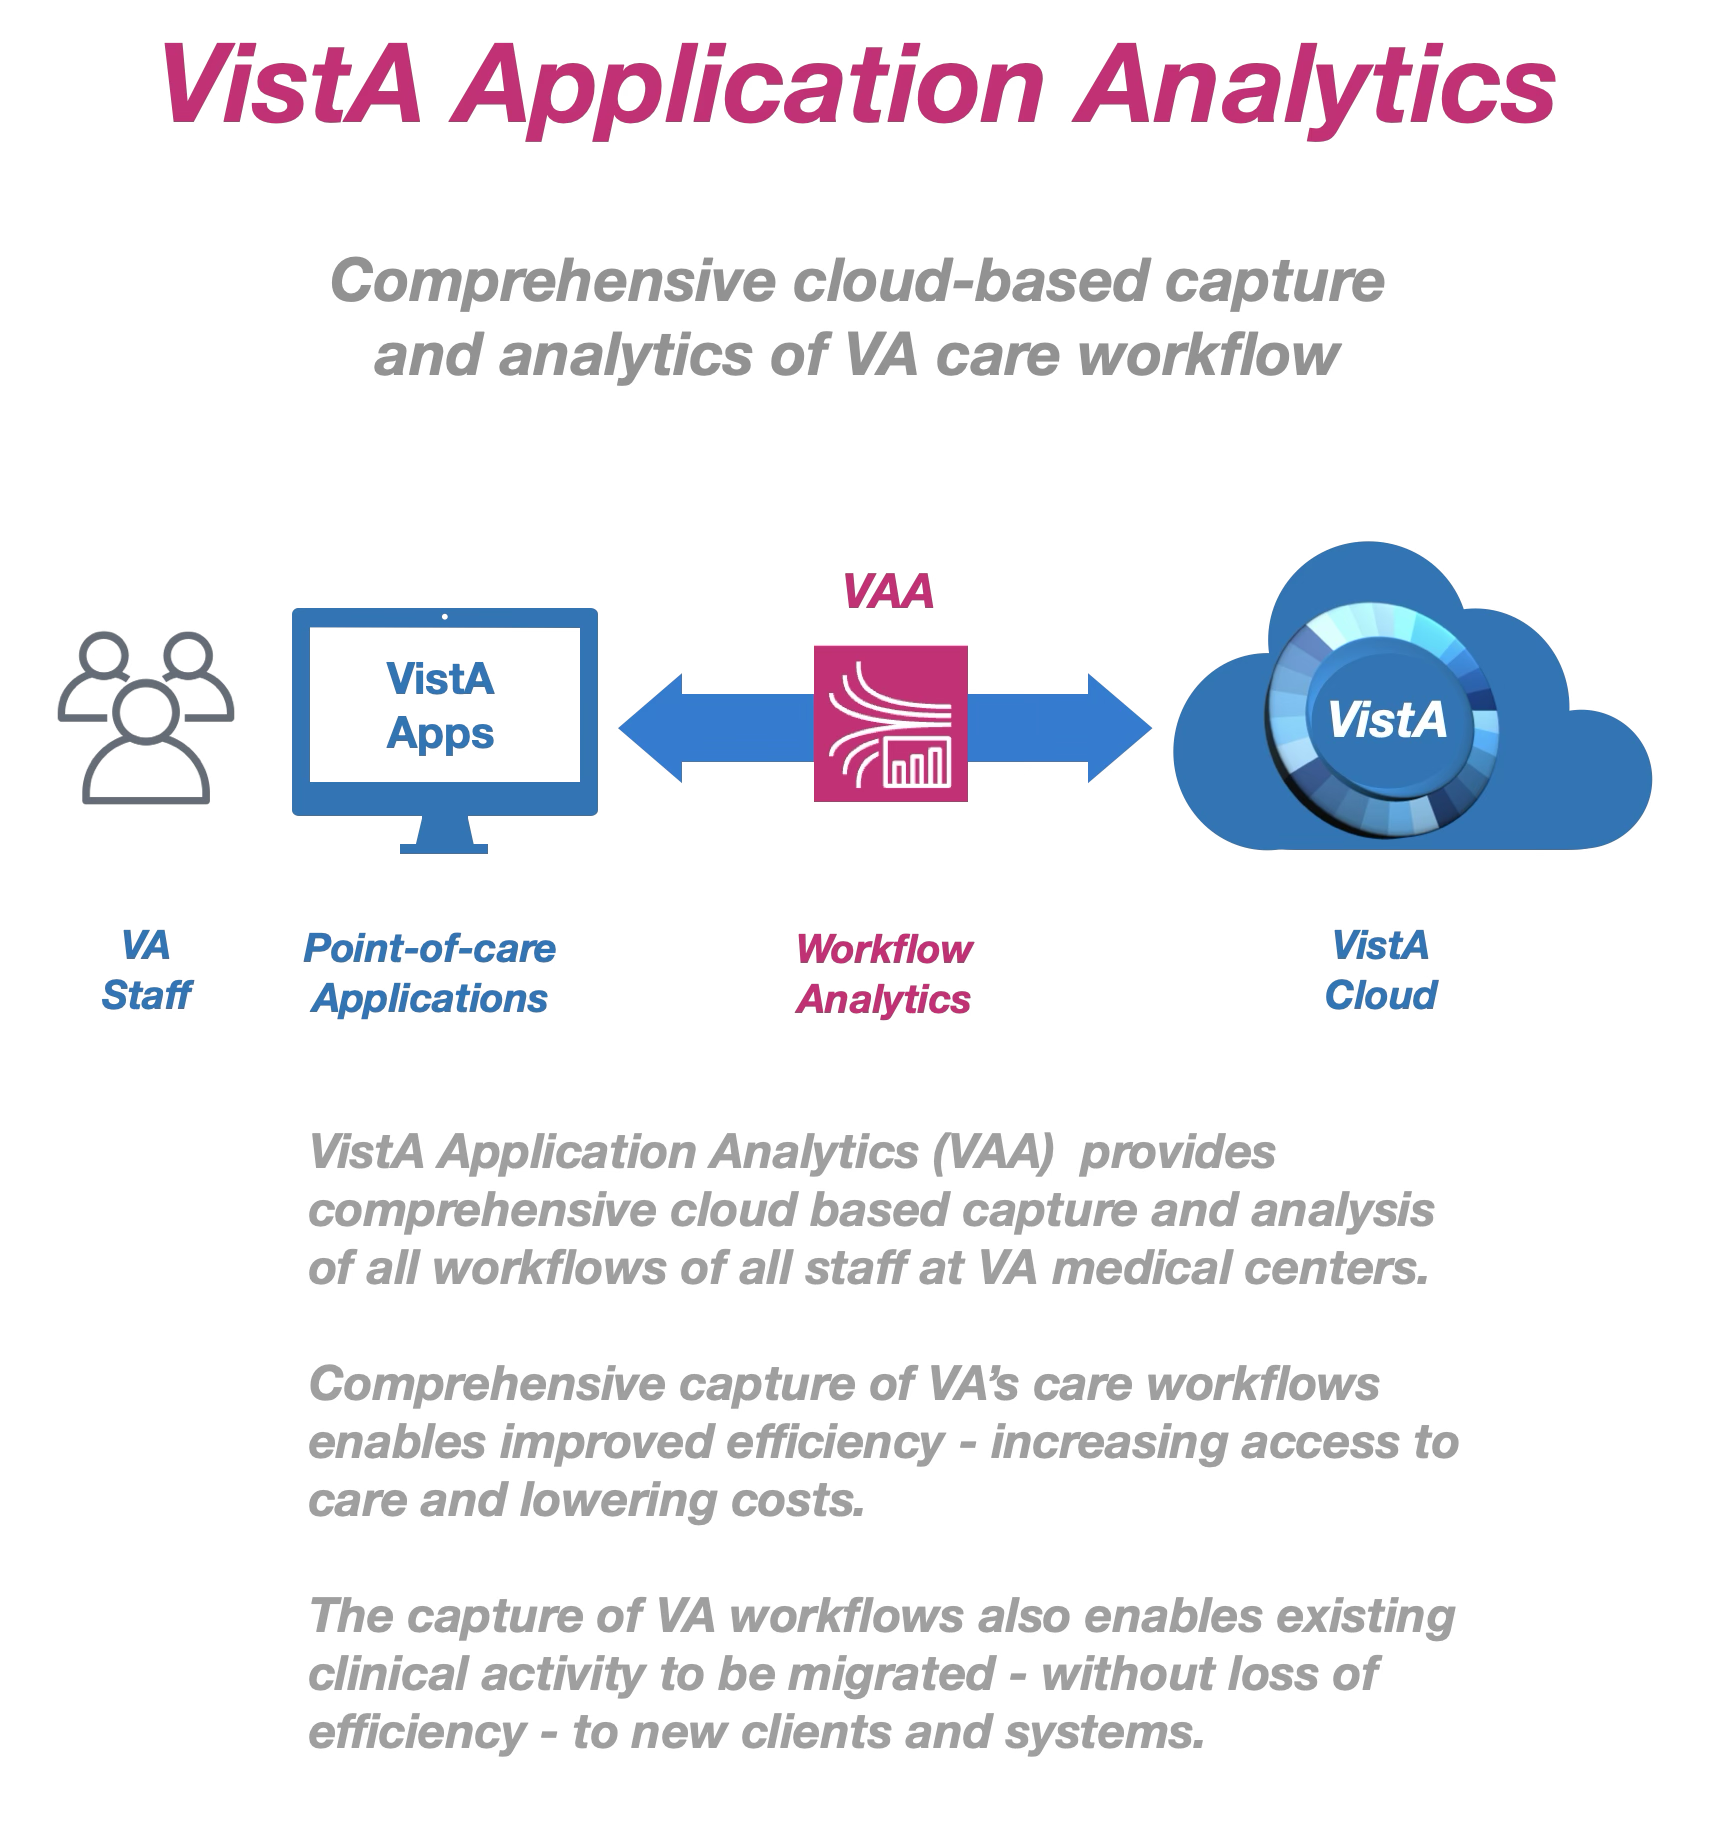 VistA Application Analytics
Comprehensive cloud-based capture
and analytics of VA care workflow
VAA
VistA
Apps
VistA
VA
Staff
Point-of-care
Applications
Workflow
Analytics
VistA
Cloud
VistA Application Analytics (VAA)  provides
comprehensive cloud based capture and analysis
of all workflows of all staff at VA medical centers.
Comprehensive capture of VA’s care workflows
enables improved efficiency - increasing access to
care and lowering costs.
The capture of VA workflows also enables existing
clinical activity to be migrated - without loss of
efficiency - to new clients and systems.